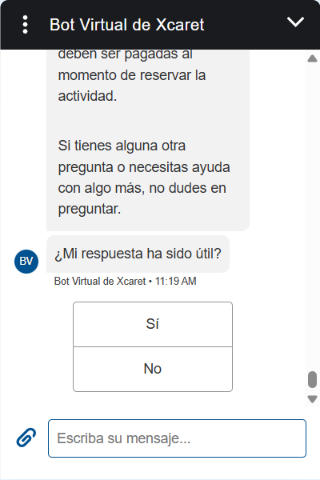 Bot Virtual de Xcaret
deben ser pagadas al
momento de reservar la
actividad.
Si tienes alguna otra
pregunta o necesitas ayuda
con algo más, no dudes en
preguntar.
BV
¿Mi respuesta ha sido útil?
Bot Virtual de Xcaret • 11:19 AM
Sí
No
Escriba su mensaje...